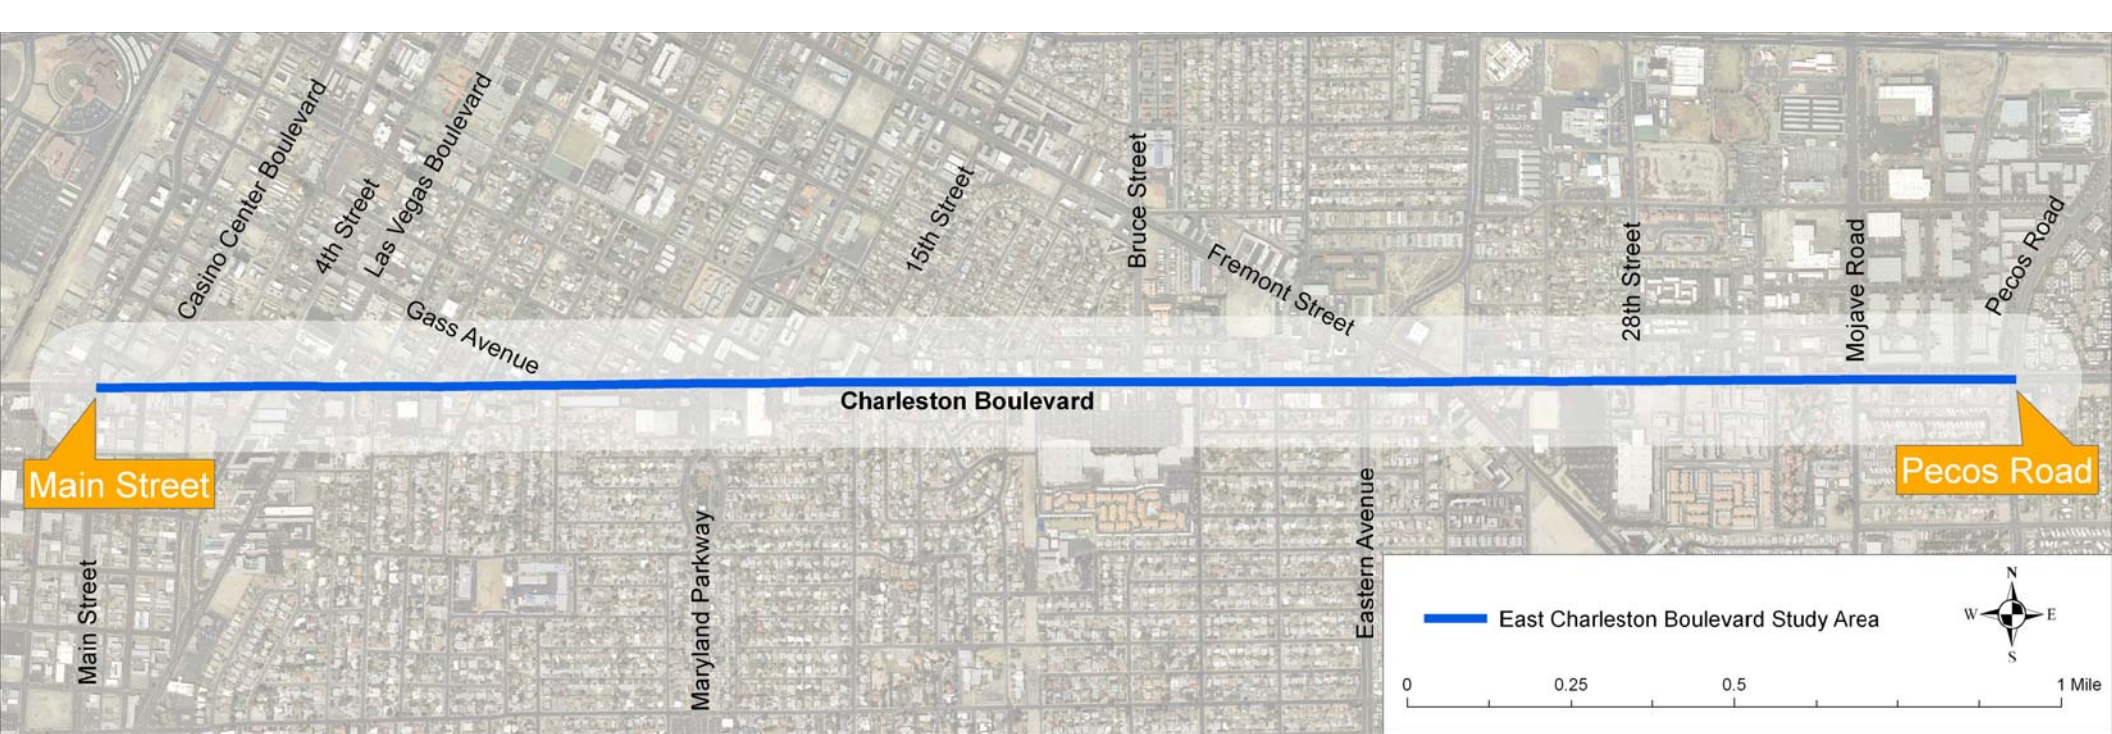 Casino Center Boulevard
4th Street
Las Vegas Boulevard
Gass Avenue
15th Street
Bruce Street
Fremont Street
28th Street
Mojave Road
Pecos Road
Charleston Boulevard
Main Street
Pecos Road
Main Street
Maryland Parkway
Eastern Avenue
East Charleston Boulevard Study Area
N
W E
S
0 0.25 0.5 1 Mile